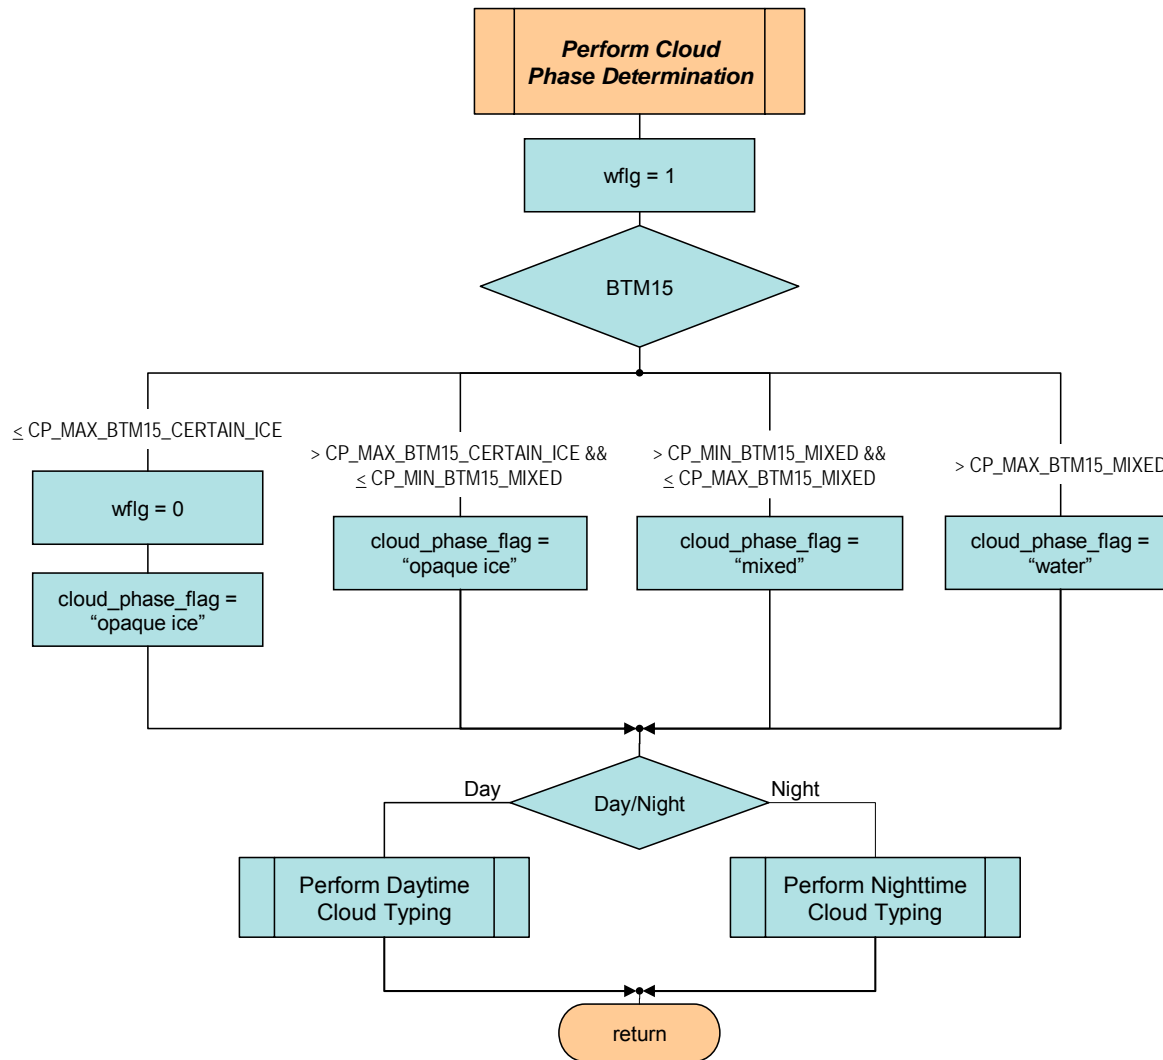 Perform Cloud
Phase Determination
wflg = 1
BTM15
≤ CP_MAX_BTM15_CERTAIN_ICE
> CP_MAX_BTM15_CERTAIN_ICE &&
≤ CP_MIN_BTM15_MIXED
> CP_MIN_BTM15_MIXED &&
≤ CP_MAX_BTM15_MIXED
> CP_MAX_BTM15_MIXED
wflg = 0
cloud_phase_flag =
“opaque ice”
cloud_phase_flag =
“opaque ice”
cloud_phase_flag =
“mixed”
cloud_phase_flag =
“water”
Day
Day/Night
Night
Perform Daytime
Cloud Typing
Perform Nighttime
Cloud Typing
return